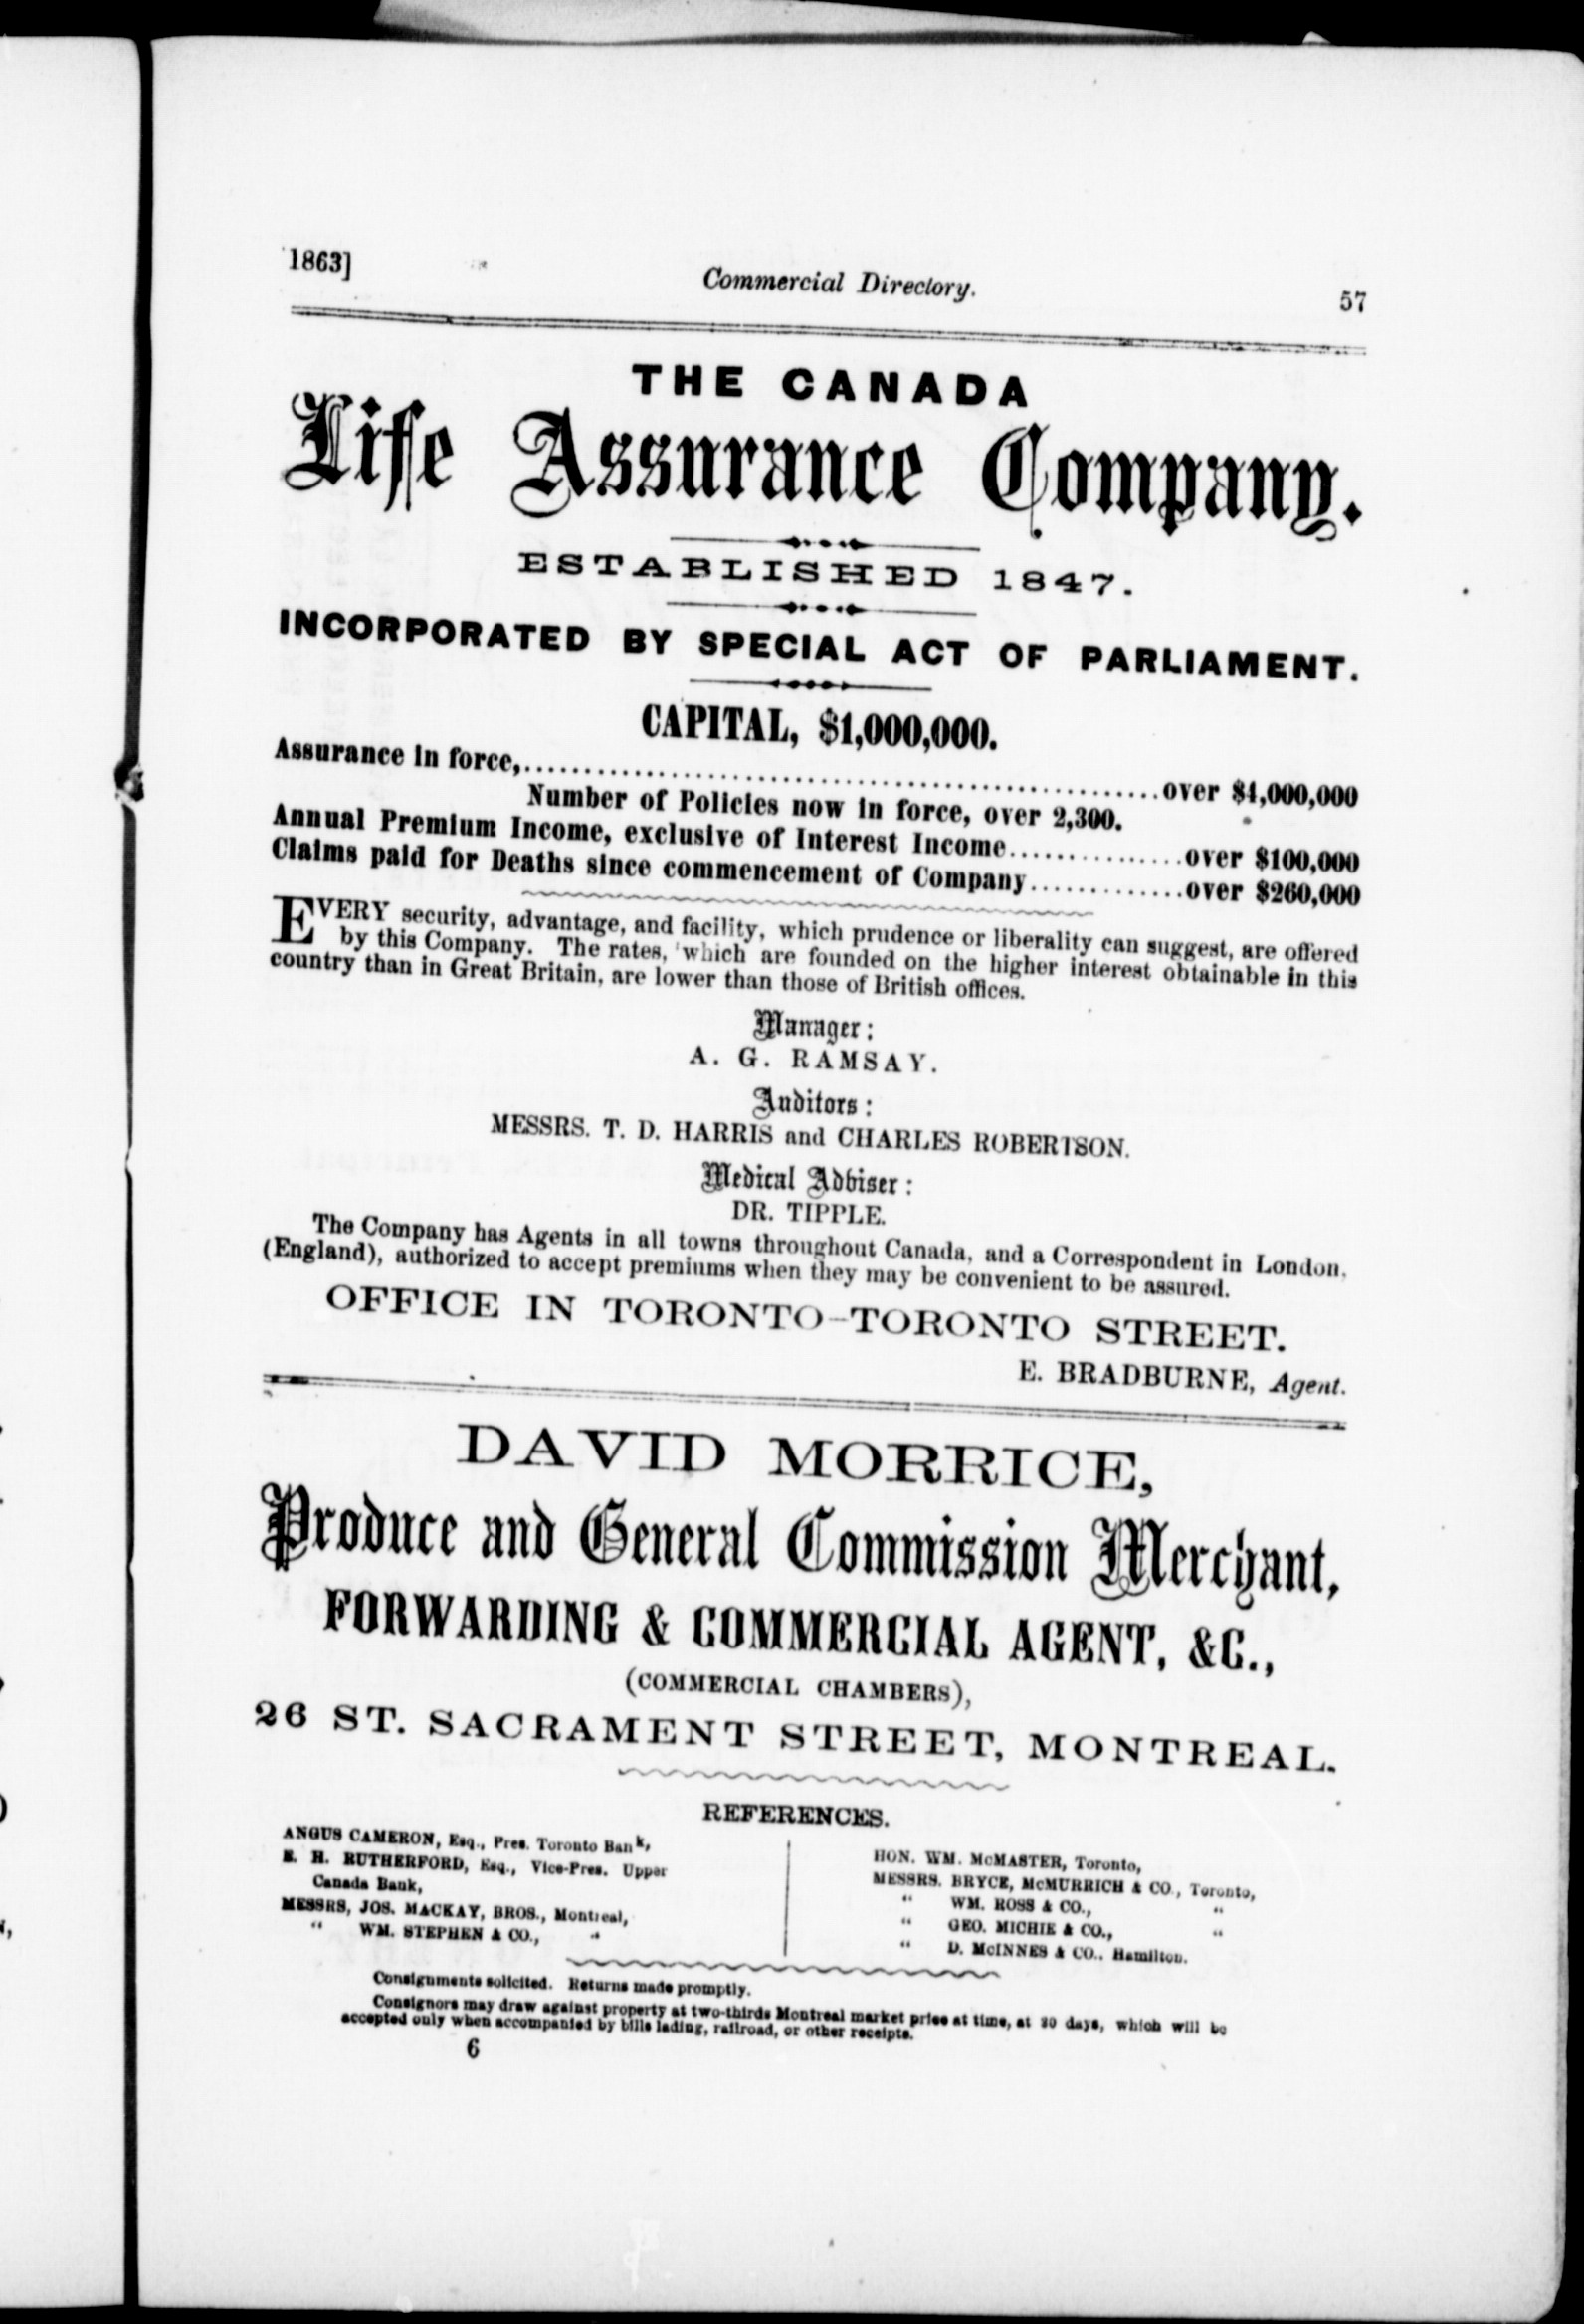 1863]
Commercial Directory.
57
THE CANADA
Life Assurance Company.
ESTABLISHED 1847.
INCORPORATED BY SPECIAL ACT OF PARLIAMENT.
CAPITAL, $1,000,000.
Assurance in force,..........over $4,000,000
Number of Policies now in force, over 2,300.
Annual Premium Income, exclusive of Interest Income..........over $100,000
Claims paid for Deaths since commencement of Company..........over $260,000
EVERY security, advantage, and facility, which prudence or liberality can suggest, are offered
by this Company. The rates, which are founded on the higher interest obtainable in this
country than in Great Britain, are lower than those of British offices.
Manager:
A. G. RAMSAY.
Auditors:
MESSRS. T. D. HARRIS and CHARLES ROBERTSON.
Medical Adviser:
DR. TIPPLE.
The Company has Agents in all towns throughout Canada, and a Correspondent in London,
(England), authorized to accept premiums when they may be convenient to be assured.
OFFICE IN TORONTO-TORONTO STREET.
E. BRADBURNE, Agent.
DAVID MORRICE,
Produce and General Commission Merchant,
FORWARDING & COMMERCIAL AGENT, &C.,
(COMMERCIAL CHAMBERS),
26 ST. SACRAMENT STREET, MONTREAL.
REFERENCES.
ANGUS CAMERON, Esq., Pres. Toronto Bank,
E. H. RUTHERFORD, Esq., Vice-Pres. Upper
Canada Bank,
MESSRS, JOS. MACKAY, BROS., Montreal,
" WM. STEPHEN & CO., "
HON. WM. McMASTER, Toronto,
MESSRS. BRYCE, McMURRICH & CO., Toronto,
" WM. ROSS & CO., "
" GEO. MICHIE & CO., "
" D. McINNES & CO.. Hamilton.
Consignments solicited. Returns made promptly.
Consignors may draw against property at two-thirds Montreal market price at time, at 30 days, which will be
accepted only when accompanied by bills lading, railroad, or other receipts.
6